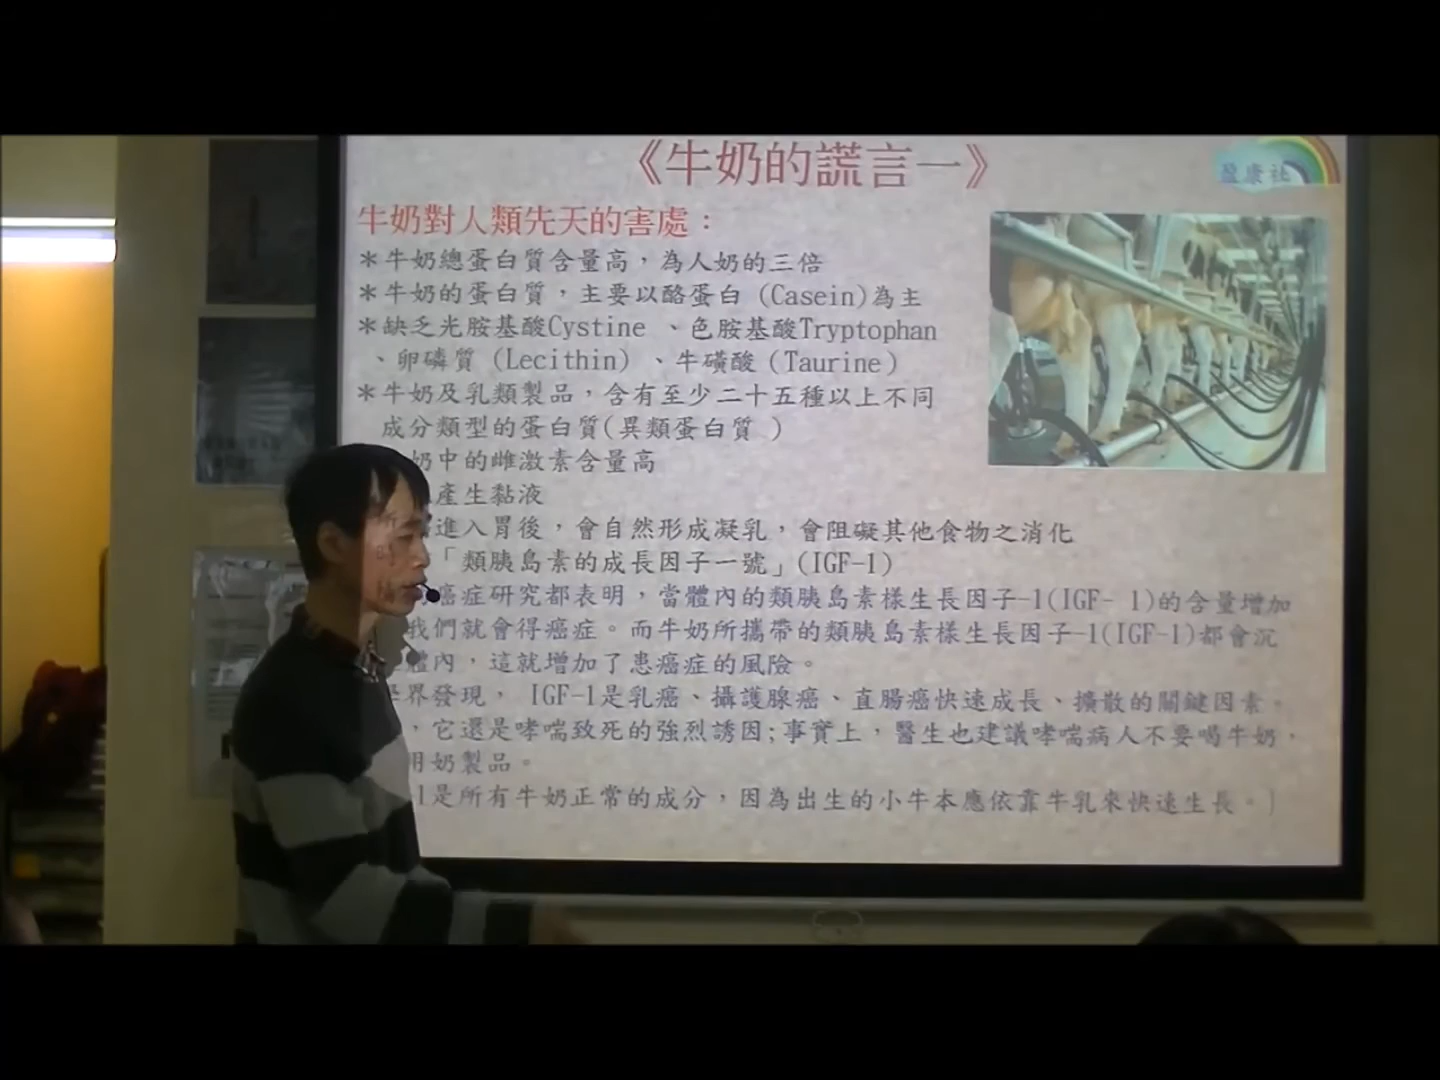 《牛奶的謊言一》
盈康社
牛奶對人類先天的害處：
＊牛奶總蛋白質含量高，為人奶的三倍
＊牛奶的蛋白質，主要以酪蛋白 (Casein)為主
＊缺乏光胺基酸Cystine 、色胺基酸Tryptophan
、卵磷質 (Lecithin) 、牛磺酸 (Taurine)
＊牛奶及乳類製品，含有至少二十五種以上不同
成分類型的蛋白質(異類蛋白質 )
奶中的雌激素含量高
產生黏液
進入胃後，會自然形成凝乳，會阻礙其他食物之消化
「類胰島素的成長因子一號」(IGF-1)
癌症研究都表明，當體內的類胰島素樣生長因子-1(IGF- 1)的含量增加
我們就會得癌症。而牛奶所攜帶的類胰島素樣生長因子-1(IGF-1)都會沉
體內，這就增加了患癌症的風險。
界發現， IGF-1是乳癌、攝護腺癌、直腸癌快速成長、擴散的關鍵因素。
，它還是哮喘致死的強烈誘因;事實上，醫生也建議哮喘病人不要喝牛奶，
用奶製品。
1是所有牛奶正常的成分，因為出生的小牛本應依靠牛乳來快速生長。